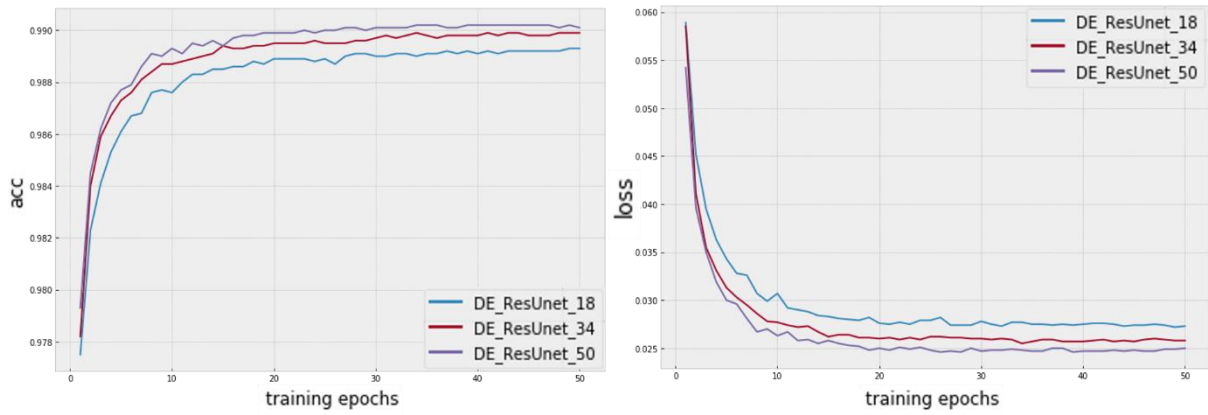 acc
0.990
0.988
0.986
0.984
0.982
0.980
0.978
0
10
20
30
40
50
training epochs
DE_ResUnet_18
DE_ResUnet_34
DE_ResUnet_50
loss
0.060
0.055
0.050
0.045
0.040
0.035
0.030
0.025
0
10
20
30
40
50
training epochs
DE_ResUnet_18
DE_ResUnet_34
DE_ResUnet_50